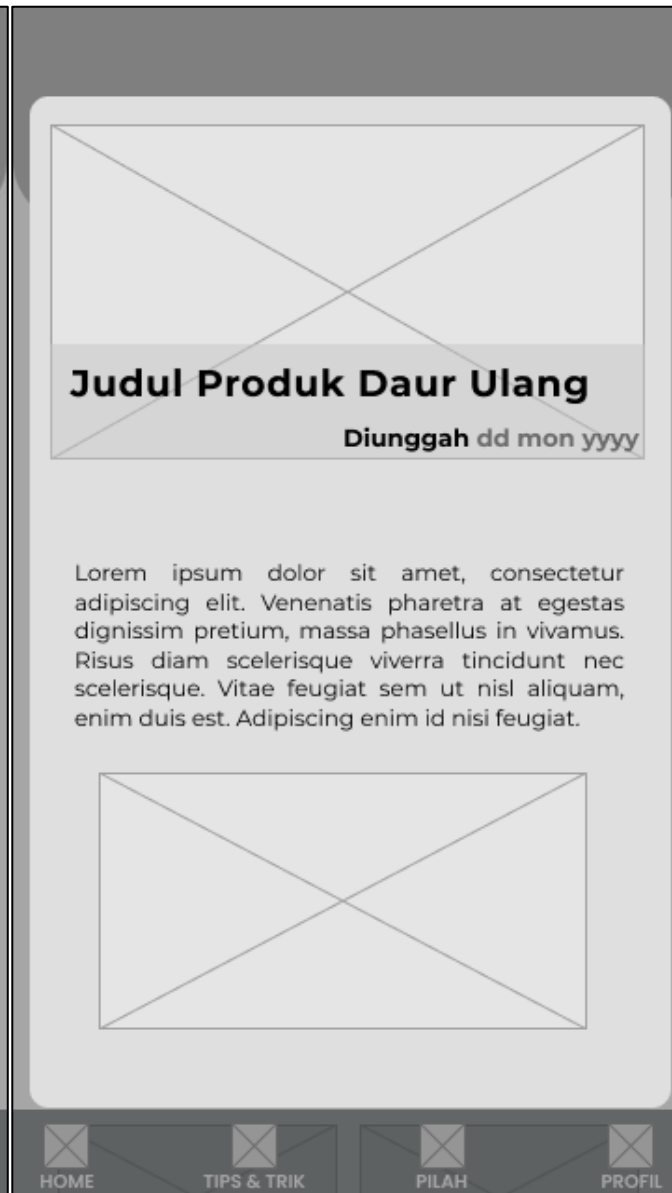 Judul Produk Daur Ulang
Diunggah dd mon yyyy
Lorem ipsum dolor sit amet, consectetur
adipiscing elit. Venenatis pharetra at egestas
dignissim pretium, massa phasellus in vivamus.
Risus diam scelerisque viverra tincidunt nec
scelerisque. Vitae feugiat sem ut nisl aliquam,
enim duis est. Adipiscing enim id nisi feugiat.
HOME TIPS & TRIK PILAH PROFIL